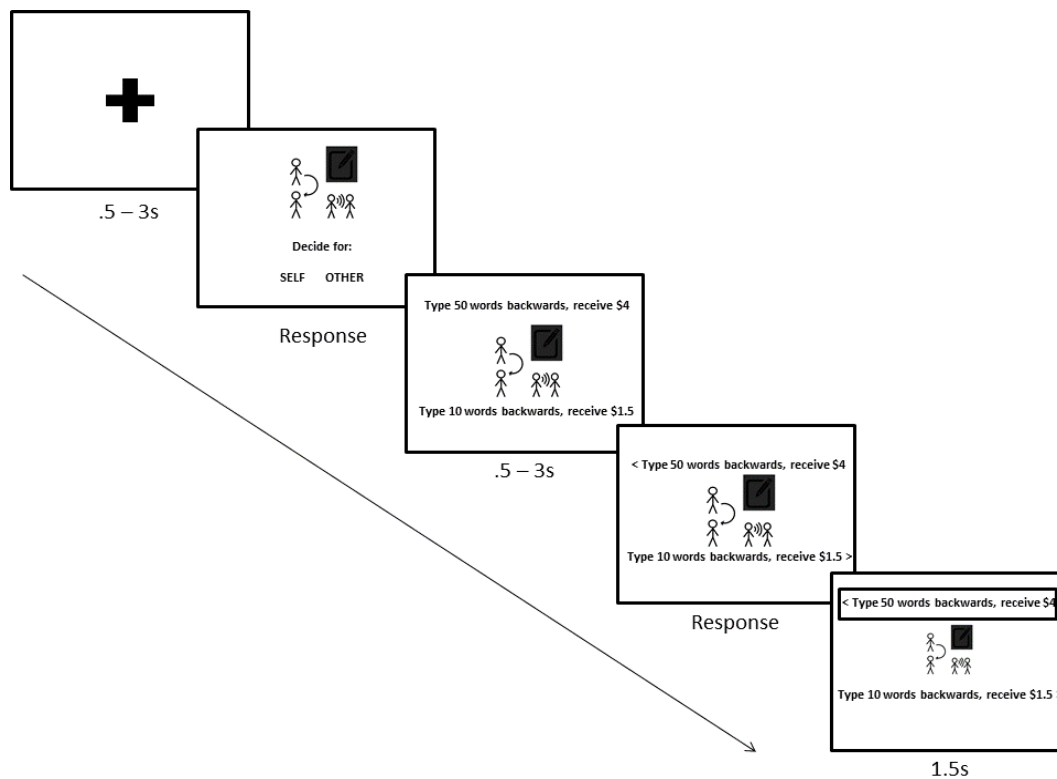 .5 – 3s
Decide for:
SELF OTHER
Response
Type 50 words backwards, receive $4
Type 10 words backwards, receive $1.5
.5 – 3s
< Type 50 words backwards, receive $4
Type 10 words backwards, receive $1.5 >
Response
< Type 50 words backwards, receive $4
Type 10 words backwards, receive $1.5 >
1.5s